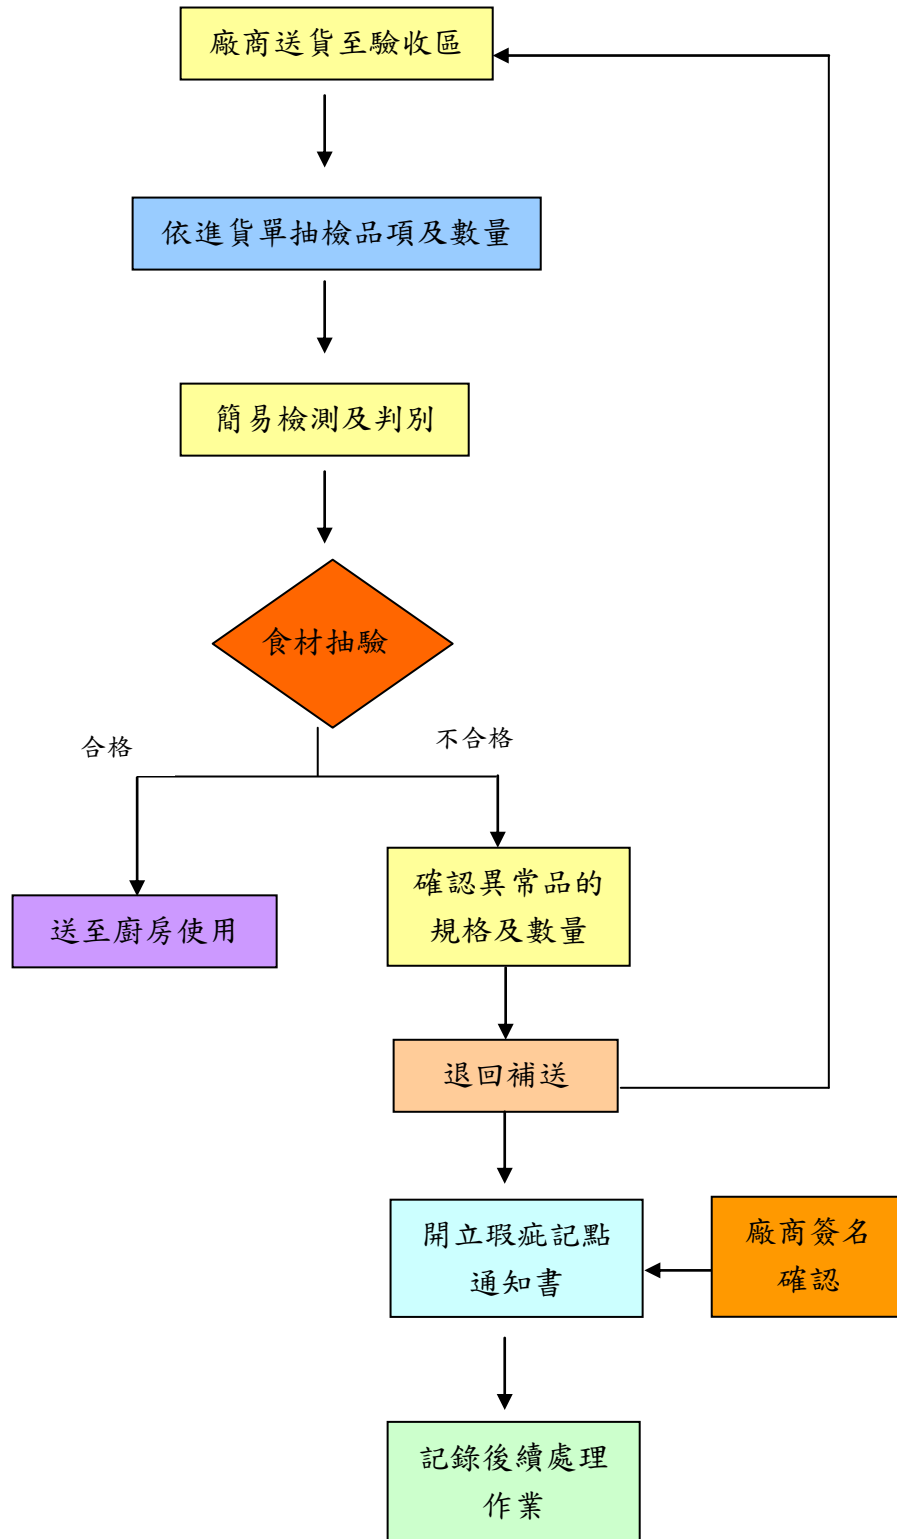 廠商送貨至驗收區
依進貨單抽檢品項及數量
簡易檢測及判別
食材抽驗
合格
不合格
送至廚房使用
確認異常品的
規格及數量
退回補送
開立瑕疵記點
通知書
廠商簽名
確認
記錄後續處理
作業